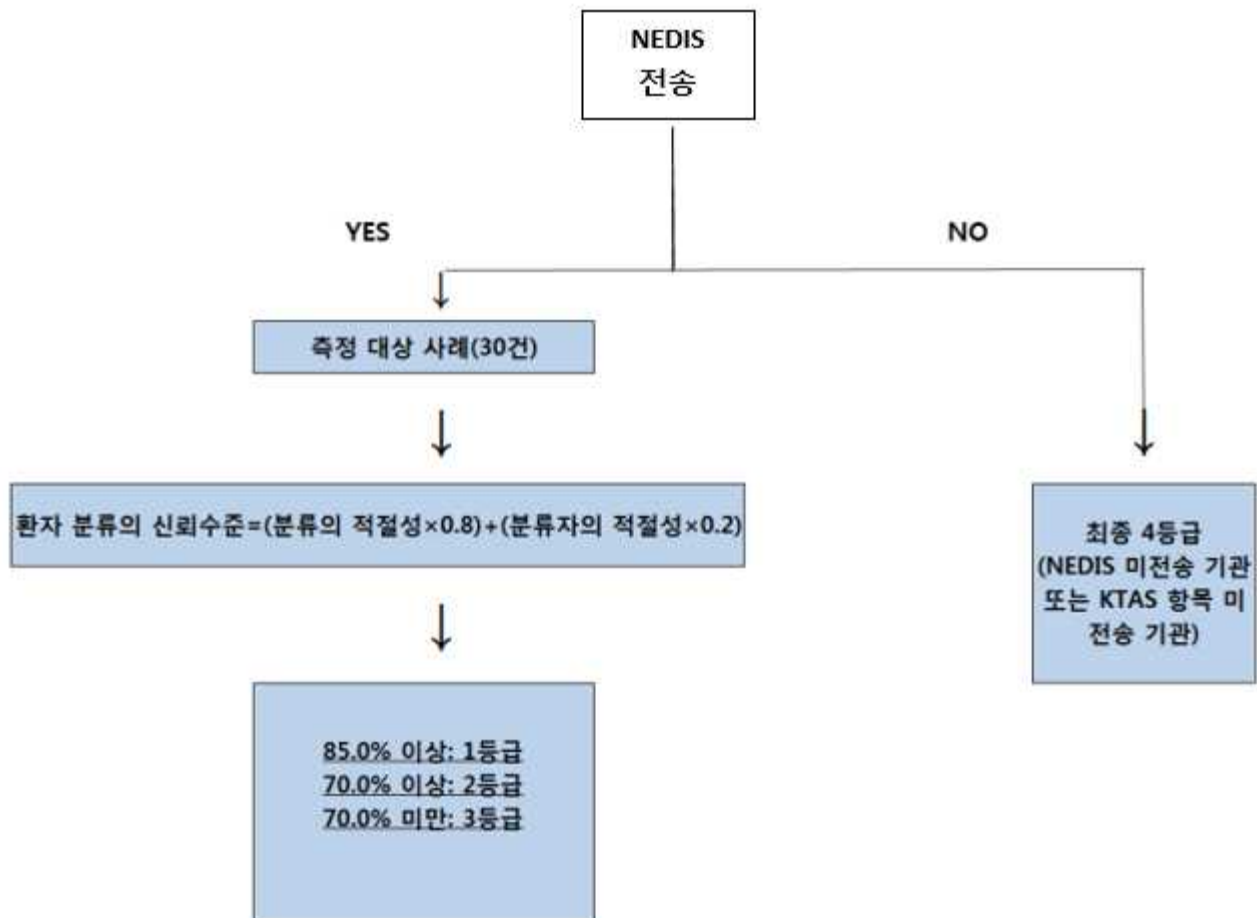 NEDIS
전송
YES
NO
측정 대상 사례(30건)
환자 분류의 신뢰수준=(분류의 적절성×0.8)+(분류자의 적절성×0.2)
최종 4등급
(NEDIS 미전송 기관
또는 KTAS 항목 미
전송 기관)
85.0% 이상: 1등급
70.0% 이상: 2등급
70.0% 미만: 3등급